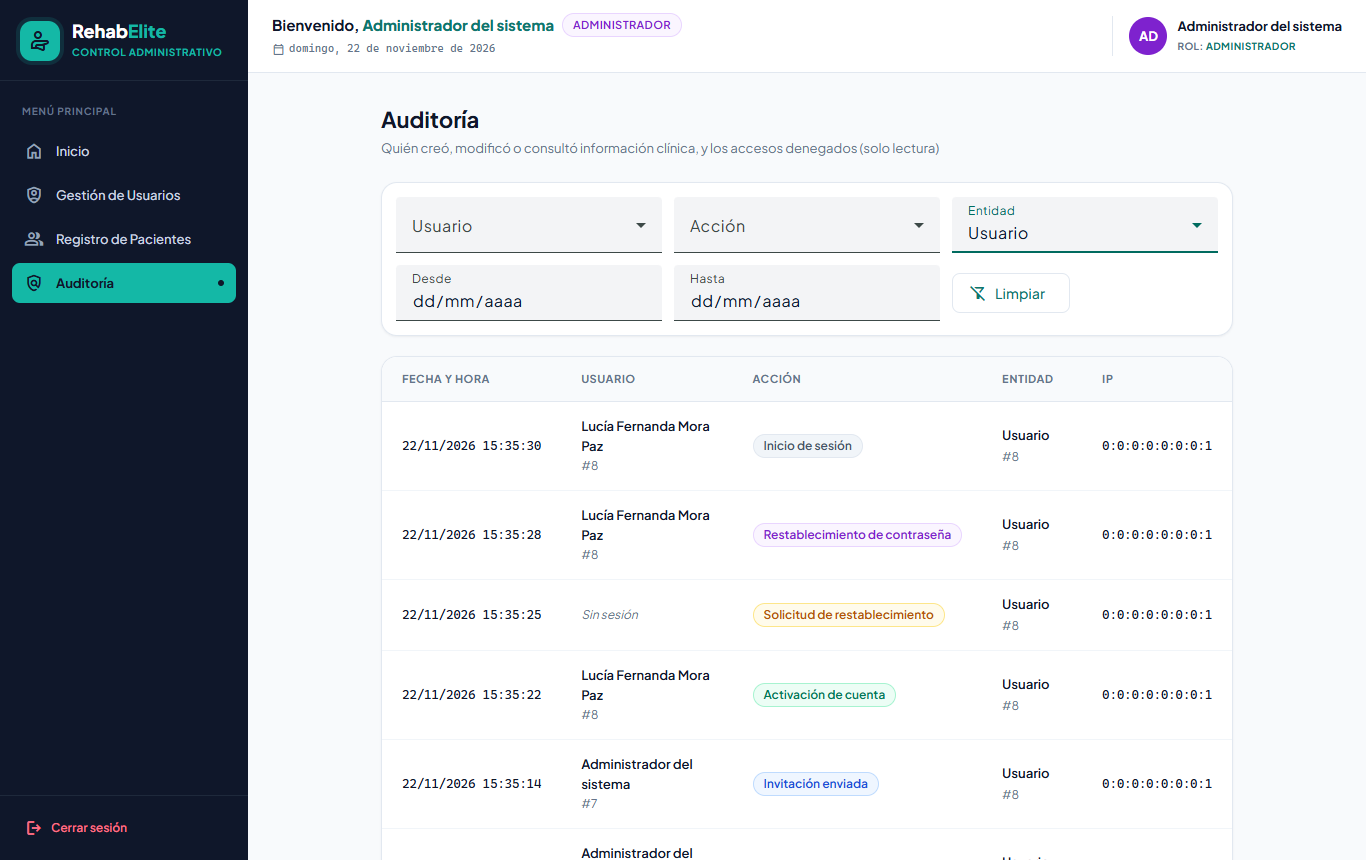 RehabElite
CONTROL ADMINISTRATIVO
MENÚ PRINCIPAL
Inicio
Gestión de Usuarios
Registro de Pacientes
Auditoría
Cerrar sesión
Bienvenido, Administrador del sistema ADMINISTRADOR
domingo, 22 de noviembre de 2026
AD
Administrador del sistema
ROL: ADMINISTRADOR
Auditoría
Quién creó, modificó o consultó información clínica, y los accesos denegados (solo lectura)
Usuario
Acción
Entidad
Usuario
Desde
dd/mm/aaaa
Hasta
dd/mm/aaaa
Limpiar
FECHA Y HORA USUARIO ACCIÓN ENTIDAD IP
22/11/2026 15:35:30
Lucía Fernanda Mora
Paz
#8
Inicio de sesión
Usuario
#8
0:0:0:0:0:0:0:1
22/11/2026 15:35:28
Lucía Fernanda Mora
Paz
#8
Restablecimiento de contraseña
Usuario
#8
0:0:0:0:0:0:0:1
22/11/2026 15:35:25
Sin sesión
Solicitud de restablecimiento
Usuario
#8
0:0:0:0:0:0:0:1
22/11/2026 15:35:22
Lucía Fernanda Mora
Paz
#8
Activación de cuenta
Usuario
#8
0:0:0:0:0:0:0:1
22/11/2026 15:35:14
Administrador del
sistema
#7
Invitación enviada
Usuario
#8
0:0:0:0:0:0:0:1
Administrador del